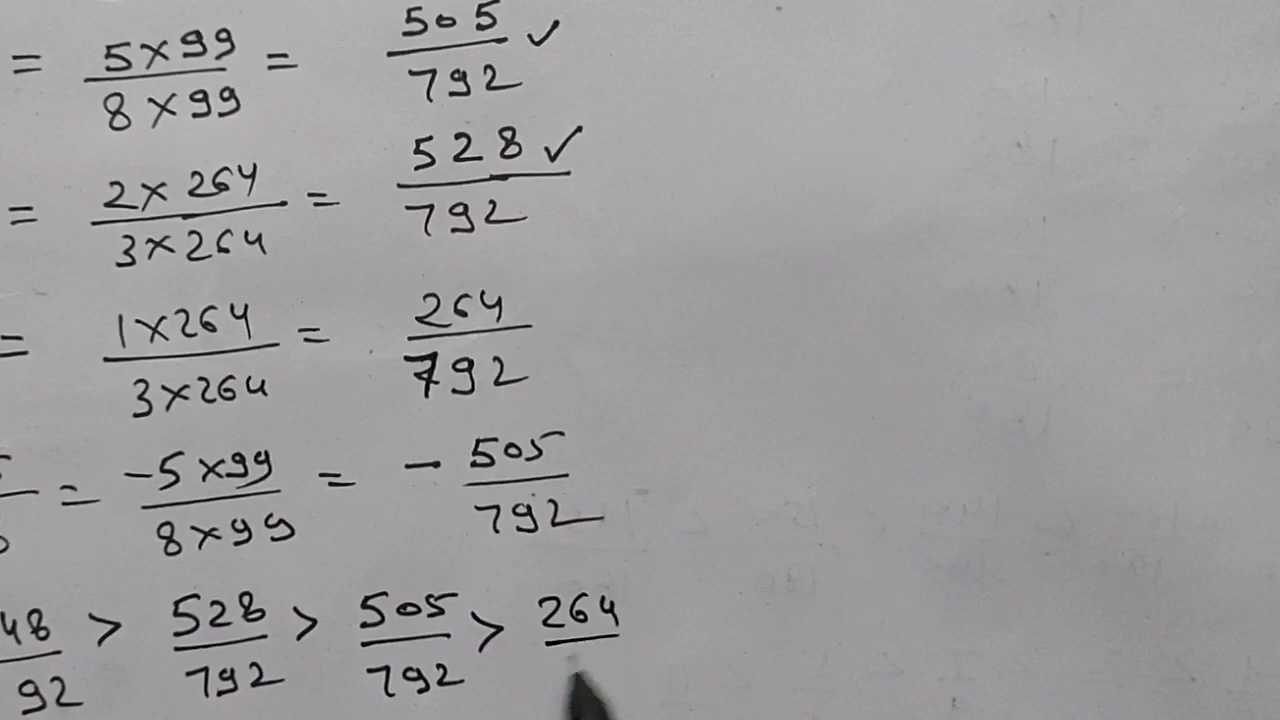 = 5×99/8×99 = 505/792 ✓
= 2×264/3×264 = 528/792 ✓
= 1×264/3×264 = 264/792
= -5×99/8×99 = - 505/792
48/92 > 528/792 > 505/792 > 264